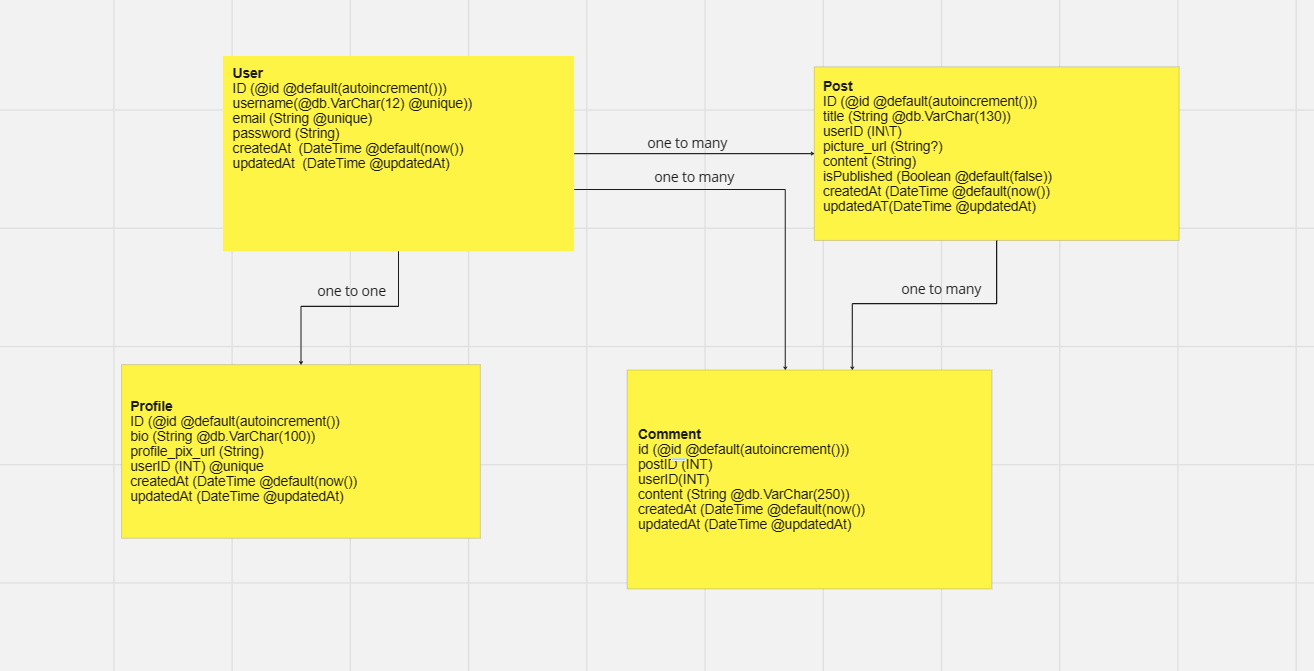 User
ID (@id @default(autoincrement()))
username(@db.VarChar(12) @unique))
email (String @unique)
password (String)
createdAt  (DateTime @default(now())
updatedAt  (DateTime @updatedAt)
one to many
one to many
Post
ID (@id @default(autoincrement()))
title (String @db.VarChar(130))
userID (IN\T)
picture_url (String?)
content (String)
isPublished (Boolean @default(false))
createdAt (DateTime @default(now())
updatedAT(DateTime @updatedAt)
one to one
one to many
Profile
ID (@id @default(autoincrement())
bio (String @db.VarChar(100))
profile_pix_url (String)
userID (INT) @unique
createdAt (DateTime @default(now())
updatedAt (DateTime @updatedAt)
Comment
id (@id @default(autoincrement()))
postID (INT)
userID(INT)
content (String @db.VarChar(250))
createdAt (DateTime @default(now())
updatedAt (DateTime @updatedAt)